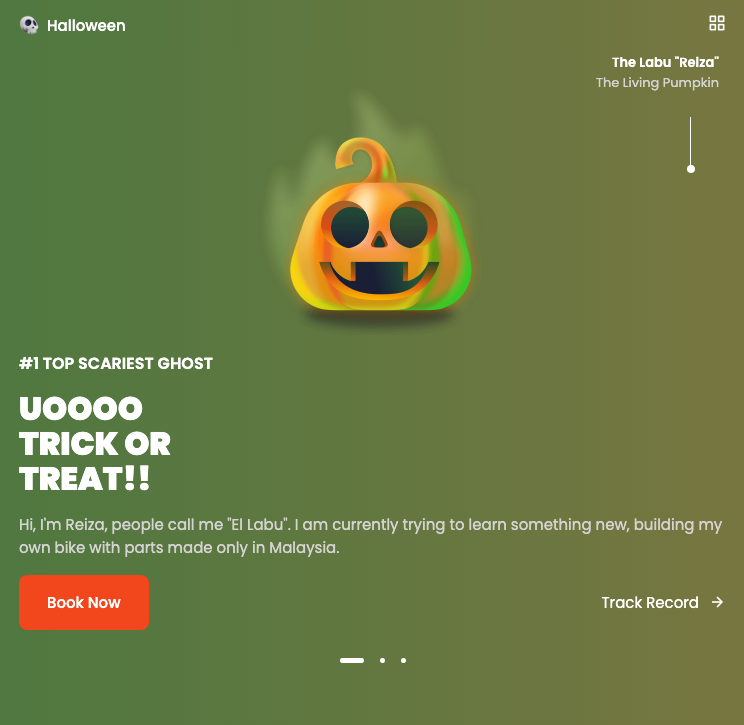 Halloween
The Labu "Reiza"
The Living Pumpkin
#1 TOP SCARIEST GHOST
UOOOO
TRICK OR
TREAT!!
Hi, I'm Reiza, people call me "El Labu". I am currently trying to learn something new, building my
own bike with parts made only in Malaysia.
Book Now
Track Record